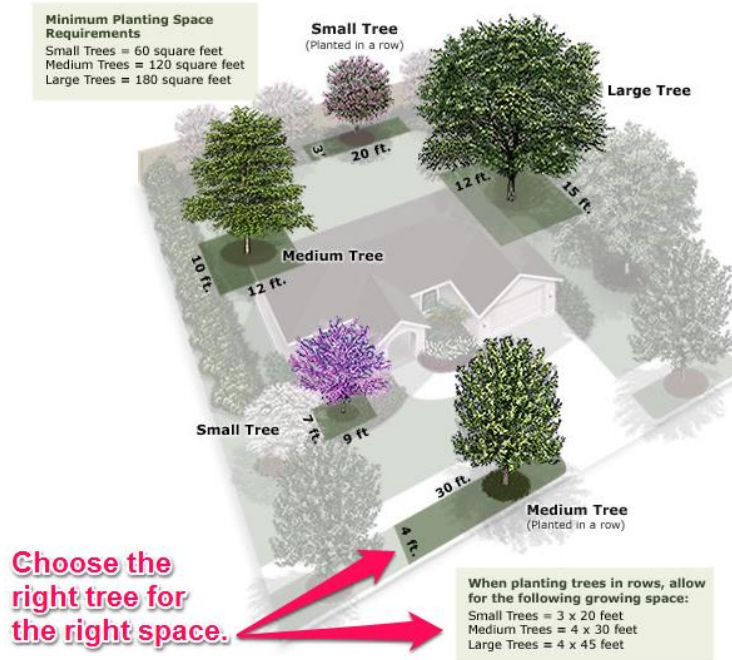 Minimum Planting Space
Requirements
Small Trees = 60 square feet
Medium Trees = 120 square feet
Large Trees = 180 square feet
Small Tree
(Planted in a row)
3'
20 ft.
Large Tree
12 ft.
15 ft.
10 ft.
12 ft.
Medium Tree
Small Tree
7 ft.
9 ft
30 ft.
4 ft.
Medium Tree
(Planted in a row)
Choose the
right tree for
the right space.
When planting trees in rows, allow
for the following growing space:
Small Trees = 3 x 20 feet
Medium Trees = 4 x 30 feet
Large Trees = 4 x 45 feet